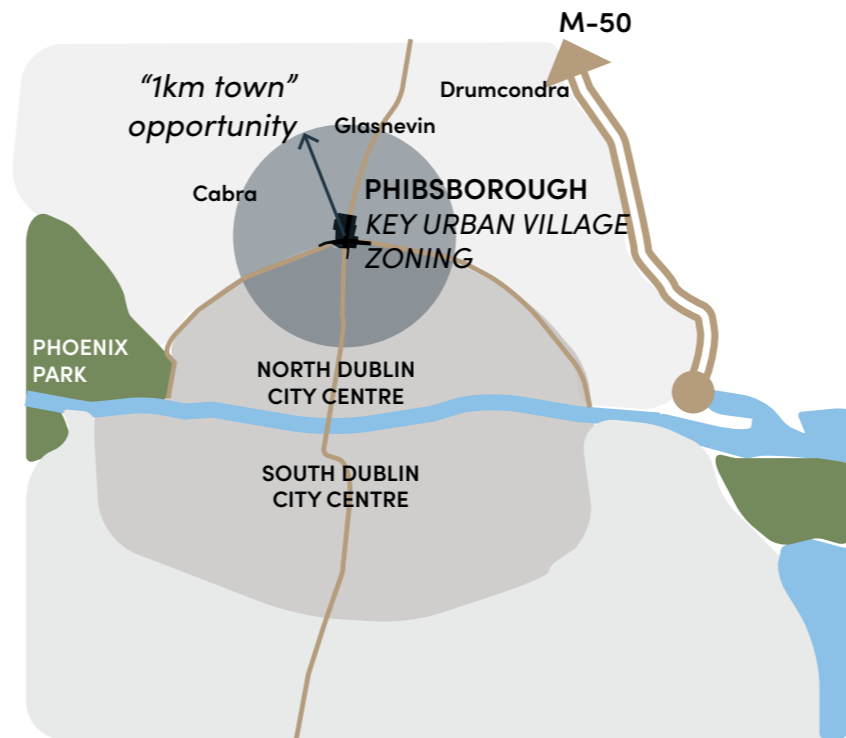 M-50
Drumcondra
“1km town”
opportunity
Glasnevin
Cabra
PHIBSBOROUGH
KEY URBAN VILLAGE
ZONING
PHOENIX
PARK
NORTH DUBLIN
CITY CENTRE
SOUTH DUBLIN
CITY CENTRE